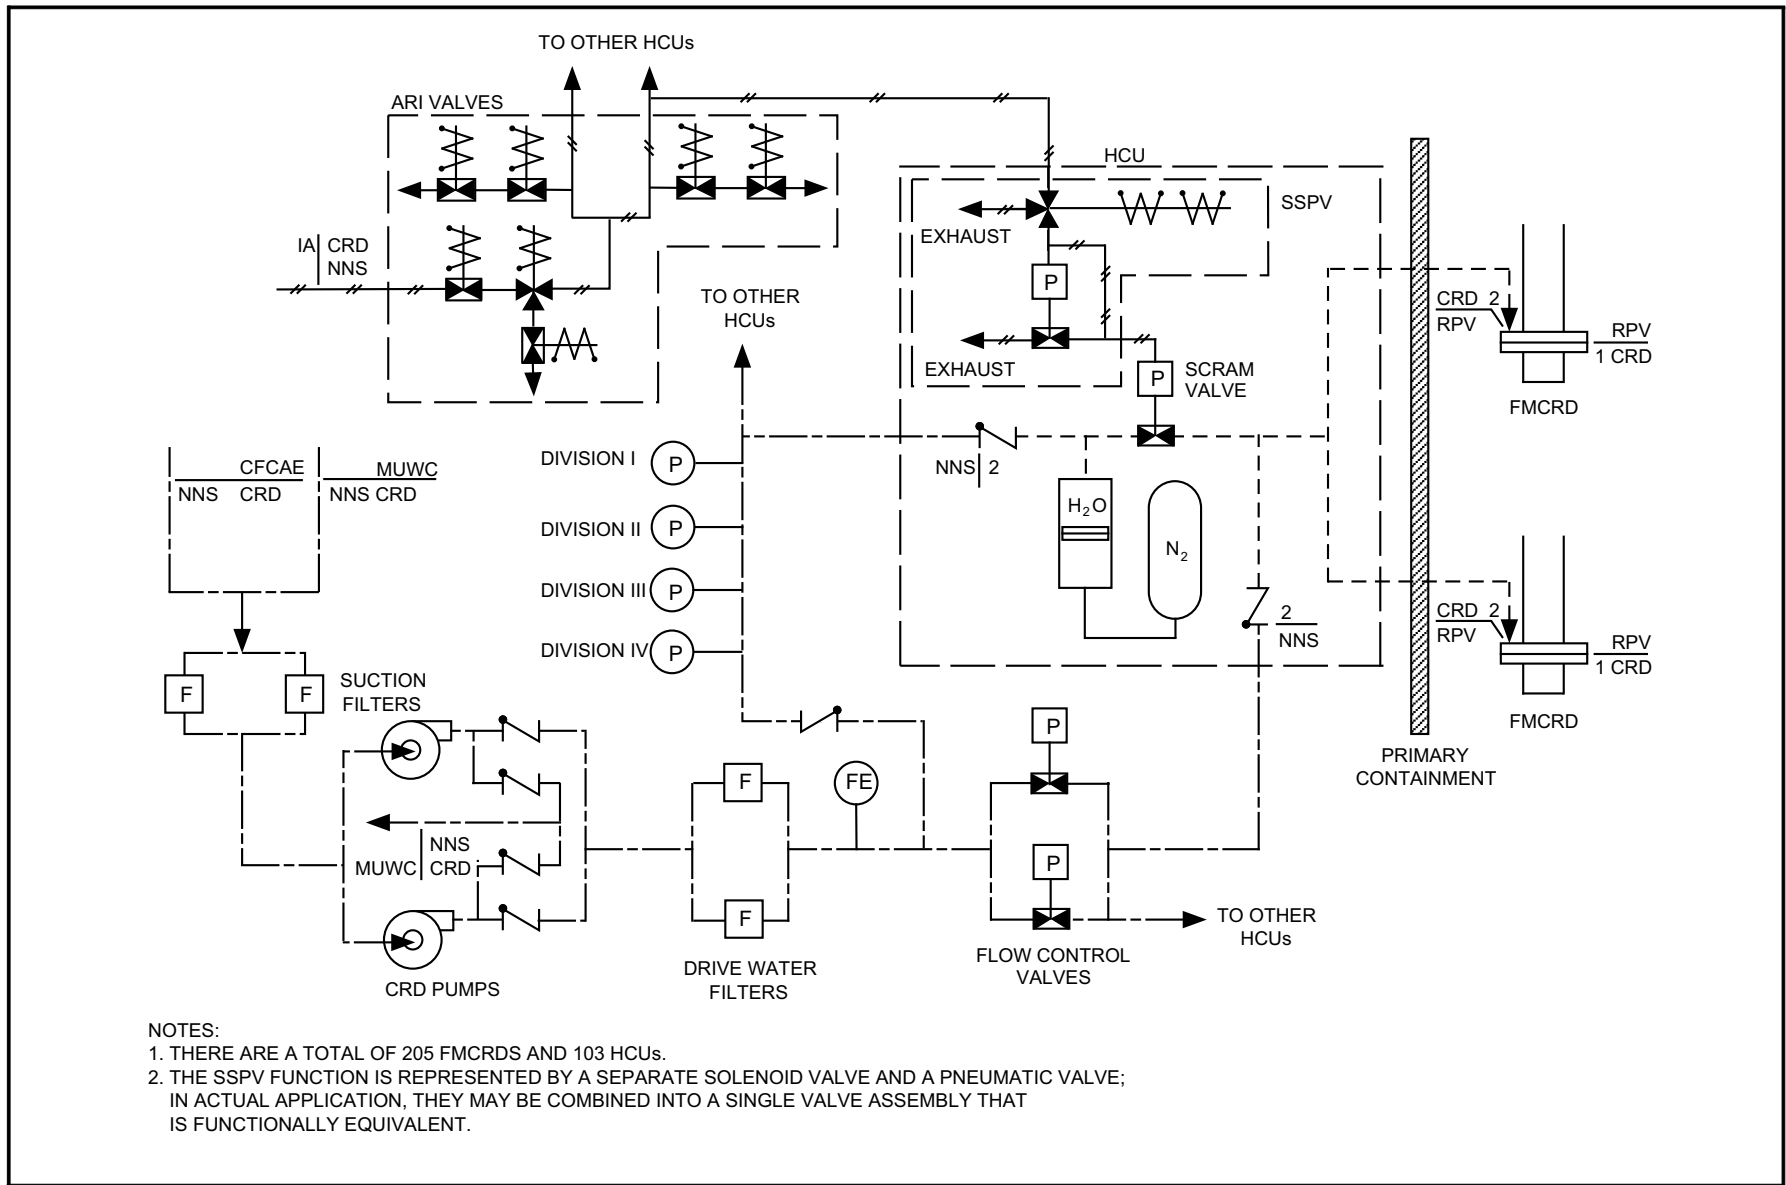 TO OTHER HCUs
ARI VALVES
HCU
SSPV
EXHAUST
IA
CRD
NNS
P
TO OTHER
HCUs
CRD 2
RPV
RPV
1 CRD
EXHAUST
P
SCRAM
VALVE
FMCRD
CFCAE
NNS CRD
MUWC
NNS CRD
DIVISION I
P
NNS
2
H2O
N2
DIVISION II
P
DIVISION III
P
DIVISION IV
P
2
NNS
CRD 2
RPV
RPV
1 CRD
FMCRD
F
F
SUCTION
FILTERS
P
PRIMARY
CONTAINMENT
F
FE
MUWC
NNS
CRD
P
F
TO OTHER
HCUs
CRD PUMPS
DRIVE WATER
FILTERS
FLOW CONTROL
VALVES
NOTES:
1. THERE ARE A TOTAL OF 205 FMCRDS AND 103 HCUs.
2. THE SSPV FUNCTION IS REPRESENTED BY A SEPARATE SOLENOID VALVE AND A PNEUMATIC VALVE;
IN ACTUAL APPLICATION, THEY MAY BE COMBINED INTO A SINGLE VALVE ASSEMBLY THAT
IS FUNCTIONALLY EQUIVALENT.